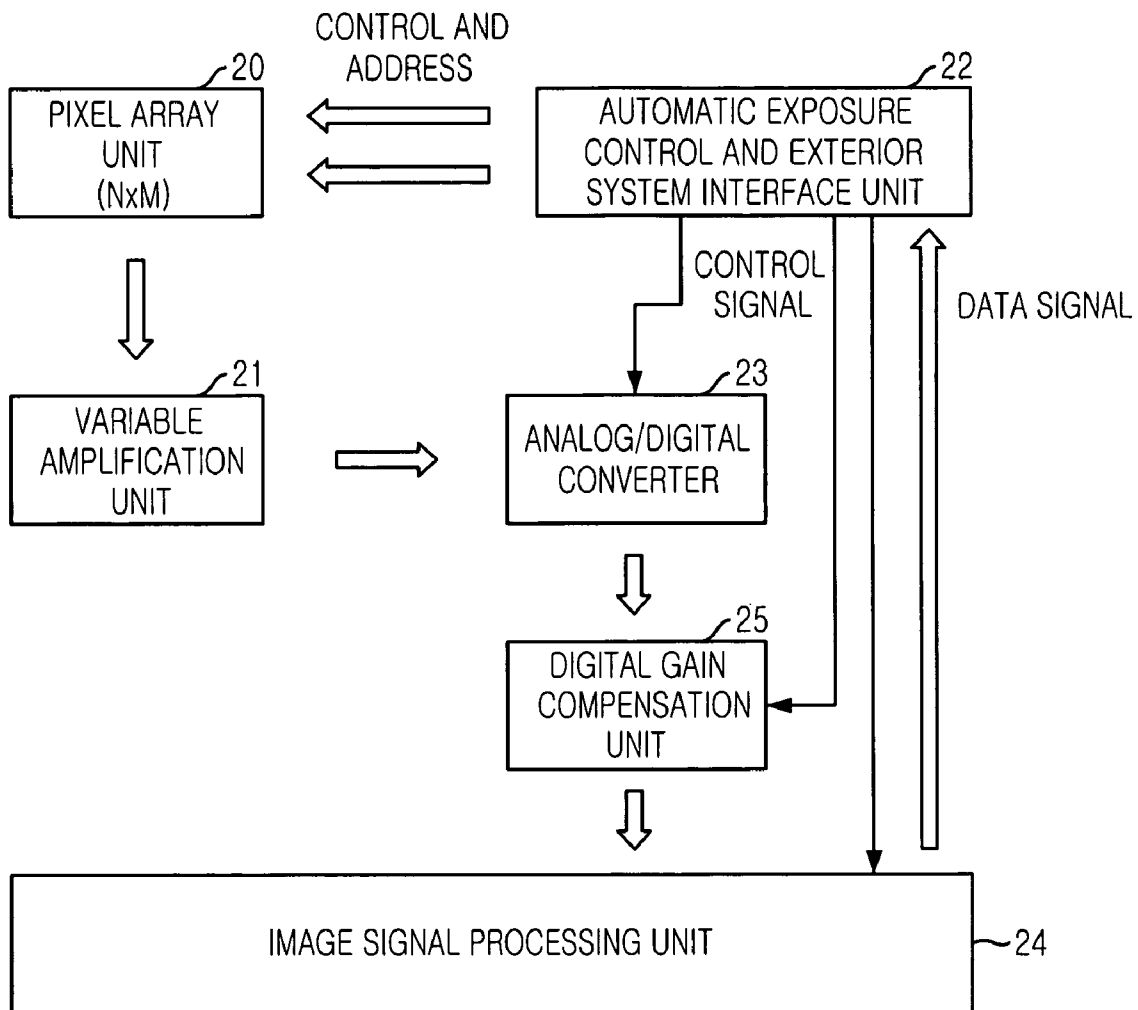 CONTROL AND
ADDRESS
20
22
PIXEL ARRAY
UNIT
(NxM)
AUTOMATIC EXPOSURE
CONTROL AND EXTERIOR
SYSTEM INTERFACE UNIT
CONTROL
SIGNAL
DATA SIGNAL
21
23
VARIABLE
AMPLIFICATION
UNIT
ANALOG/DIGITAL
CONVERTER
25
DIGITAL GAIN
COMPENSATION
UNIT
IMAGE SIGNAL PROCESSING UNIT
24